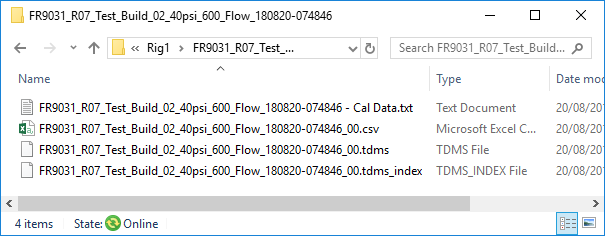 FR9031_R07_Test_Build_02_40psi_600_Flow_180820-074846
« Rig1 > FR9031_R07_Test_... Search FR9031_R07_Test_Build...
Name Type Date mod
FR9031_R07_Test_Build_02_40psi_600_Flow_180820-074846 - Cal Data.txt Text Document 20/08/201
FR9031_R07_Test_Build_02_40psi_600_Flow_180820-074846_00.csv Microsoft Excel C... 20/08/201
FR9031_R07_Test_Build_02_40psi_600_Flow_180820-074846_00.tdms TDMS File 20/08/201
FR9031_R07_Test_Build_02_40psi_600_Flow_180820-074846_00.tdms_index TDMS_INDEX File 20/08/201
4 items State: Online